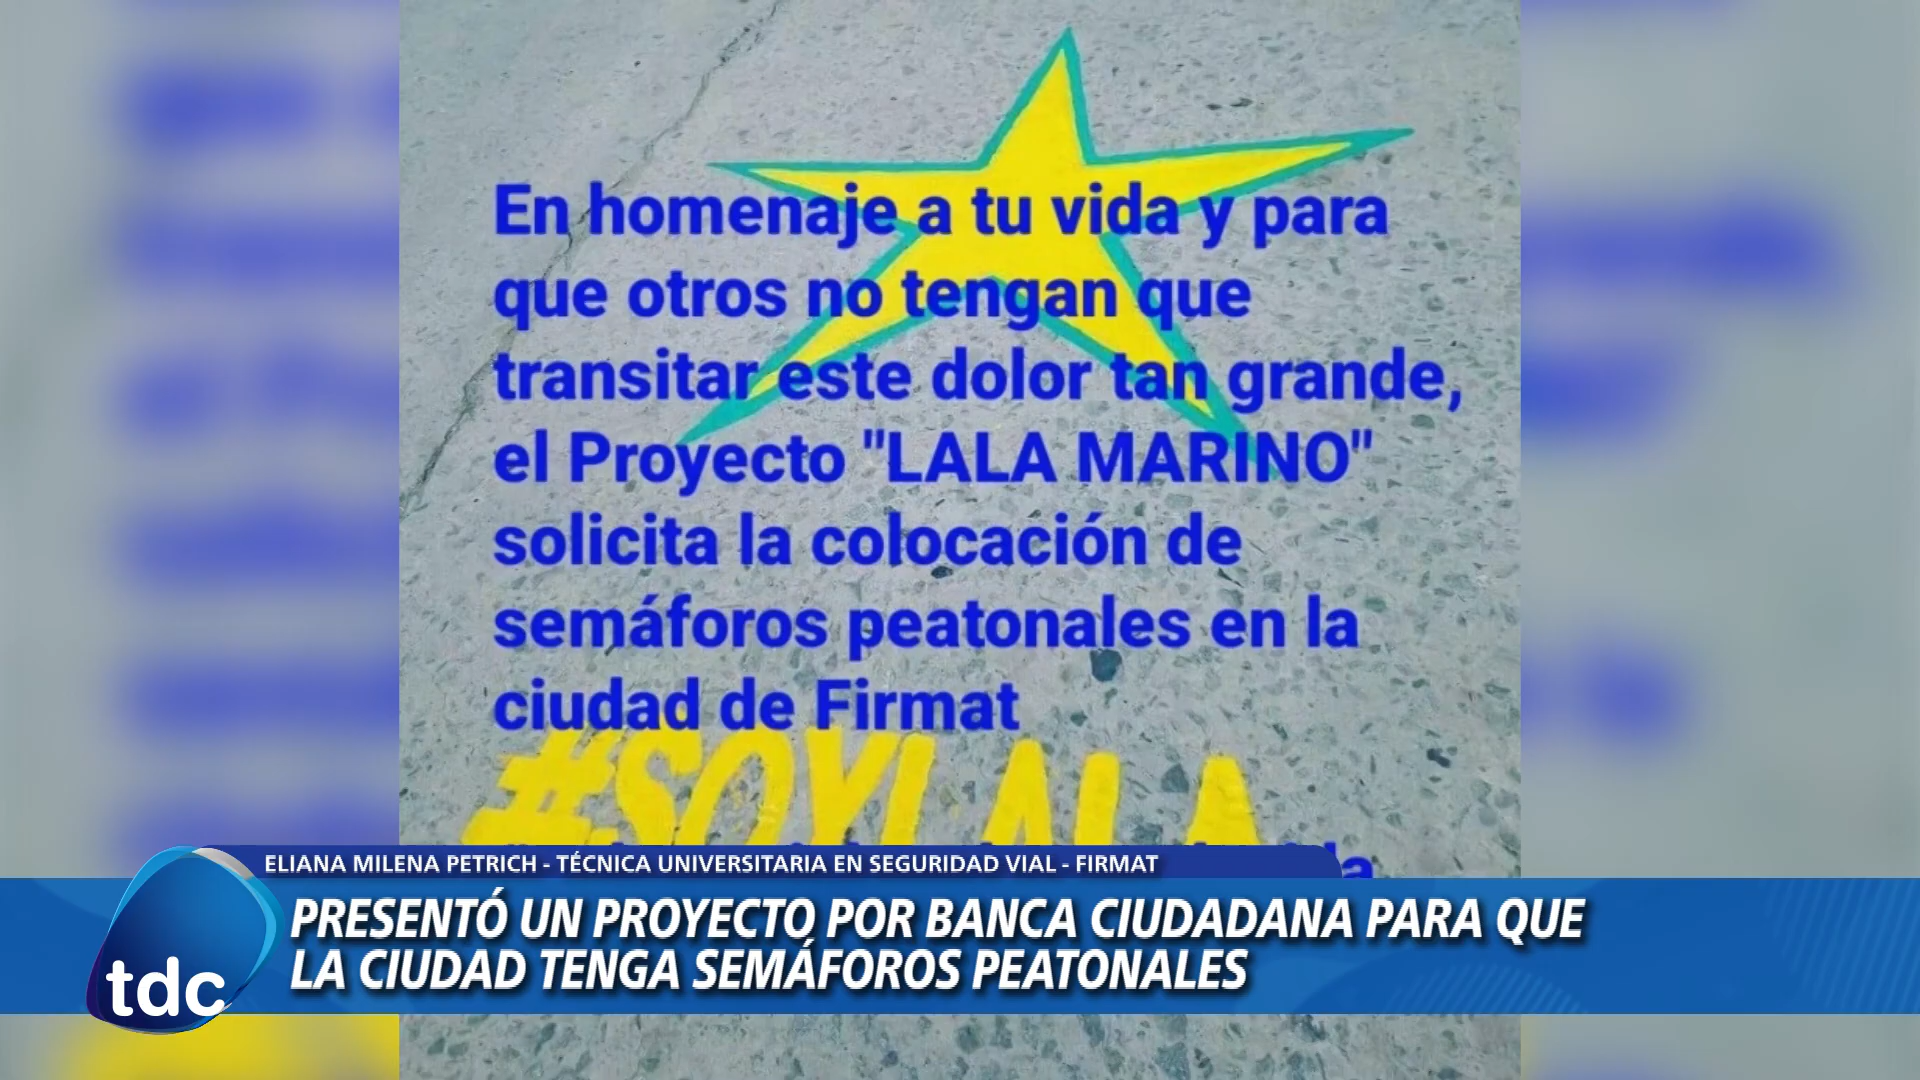 En homenaje a tu vida y para
que otros no tengan que
transitar este dolor tan grande,
el Proyecto "LALA MARINO"
solicita la colocación de
semáforos peatonales en la
ciudad de Firmat
#SOYLALA
ELIANA MILENA PETRICH - TÉCNICA UNIVERSITARIA EN SEGURIDAD VIAL - FIRMAT
PRESENTÓ UN PROYECTO POR BANCA CIUDADANA PARA QUE
LA CIUDAD TENGA SEMÁFOROS PEATONALES
tdc